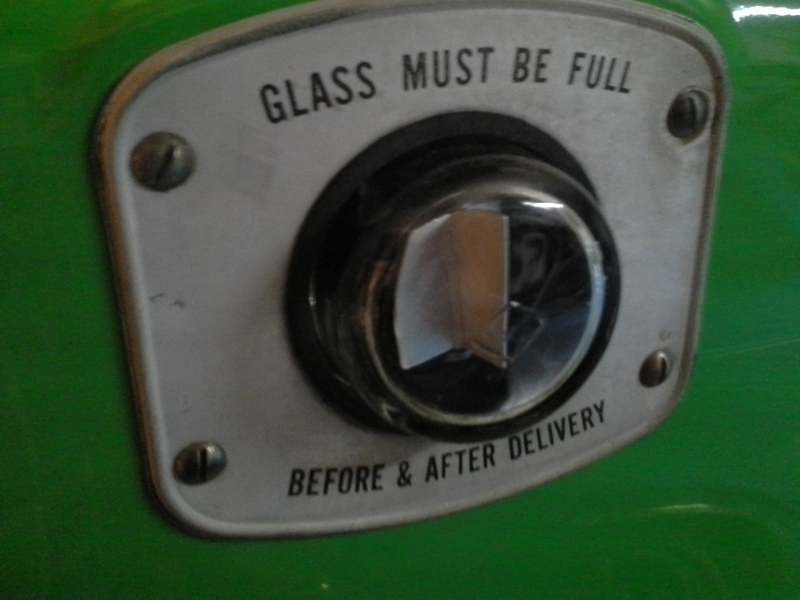 GLASS MUST BE FULL
BEFORE & AFTER DELIVERY